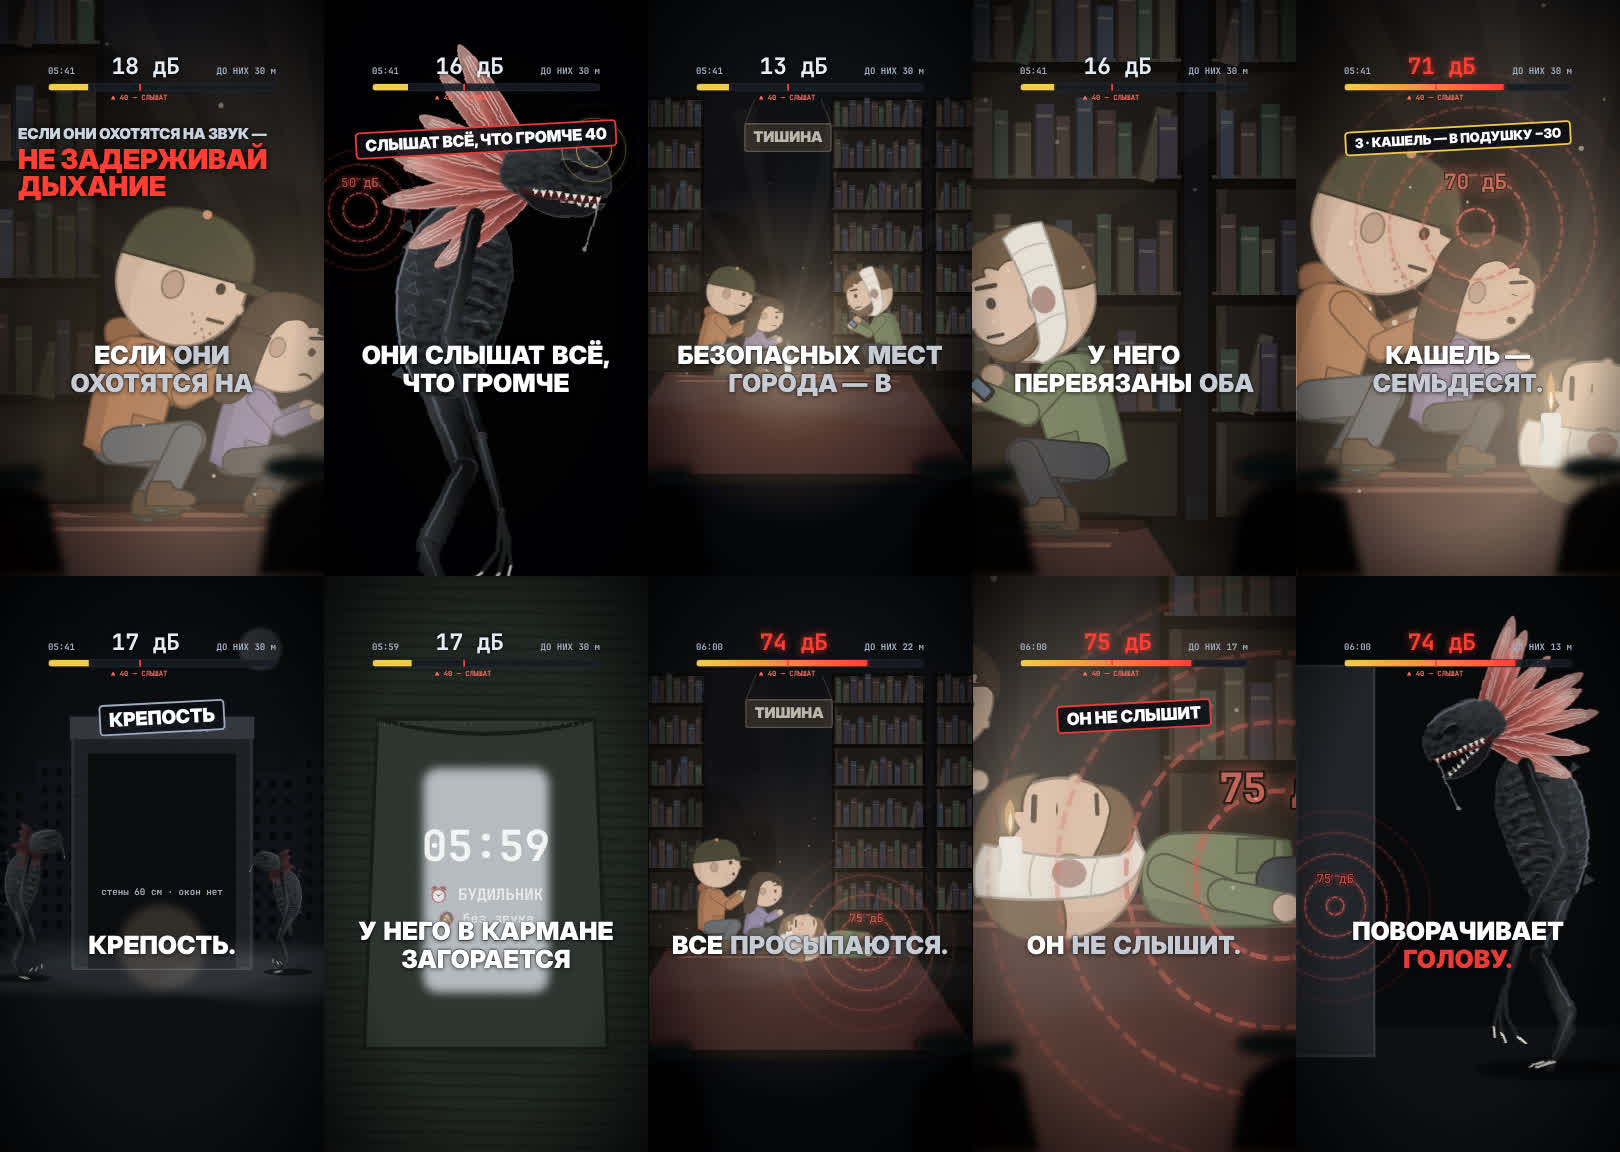 05:41
18 дБ
ДО НИХ 30 м
▲ 40 — СЛЫШАТ
ЕСЛИ ОНИ ОХОТЯТСЯ НА ЗВУК —
НЕ ЗАДЕРЖИВАЙ
ДЫХАНИЕ
ЕСЛИ ОНИ
ОХОТЯТСЯ НА
05:41
16 дБ
ДО НИХ 30 м
СЛЫШАТ ВСЁ, ЧТО ГРОМЧЕ 40
50 дБ
ОНИ СЛЫШАТ ВСЁ,
ЧТО ГРОМЧЕ
05:41
13 дБ
ДО НИХ 30 м
▲ 40 — СЛЫШАТ
ТИШИНА
БЕЗОПАСНЫХ МЕСТ
ГОРОДА — В
05:41
16 дБ
ДО НИХ 30 м
▲ 40 — СЛЫШАТ
У НЕГО
ПЕРЕВЯЗАНЫ ОБА
05:41
71 дБ
ДО НИХ 30 м
▲ 40 — СЛЫШАТ
3 · КАШЕЛЬ — В ПОДУШКУ −30
70 дБ
КАШЕЛЬ —
СЕМЬДЕСЯТ.
05:41
17 дБ
ДО НИХ 30 м
▲ 40 — СЛЫШАТ
КРЕПОСТЬ
стены 60 см · окон нет
КРЕПОСТЬ.
05:59
17 дБ
ДО НИХ 30 м
▲ 40 — СЛЫШАТ
05:59
⏰ БУДИЛЬНИК
без звука
У НЕГО В КАРМАНЕ
ЗАГОРАЕТСЯ
06:00
74 дБ
ДО НИХ 22 м
▲ 40 — СЛЫШАТ
ТИШИНА
75 дБ
ВСЕ ПРОСЫПАЮТСЯ.
06:00
75 дБ
ДО НИХ 17 м
▲ 40 — СЛЫШАТ
ОН НЕ СЛЫШИТ
75
ОН НЕ СЛЫШИТ.
06:00
74 дБ
НИХ 13 м
▲ 40 — СЛЫШАТ
75 дБ
ПОВОРАЧИВАЕТ
ГОЛОВУ.